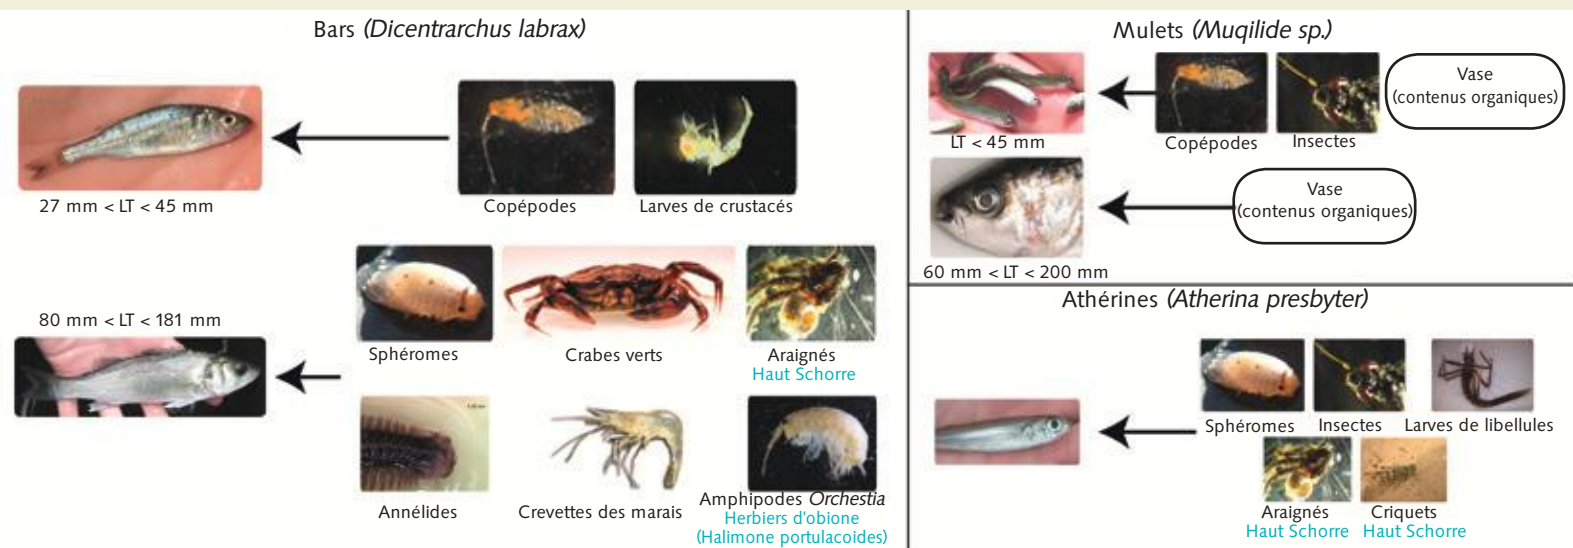 Bars (Dicentrarchus labrax)
27 mm < LT < 45 mm
Copépodes
Larves de crustacés
80 mm < LT < 181 mm
Sphéromes
Crabes verts
Araignés
Haut Schorre
Annélides
Crevettes des marais
Amphipodes Orchestia
Herbiers d'obione
(Halimone portulacoides)
Mulets (Muqilide sp.)
LT < 45 mm
Copépodes
Insectes
Vase
(contenus organiques)
60 mm < LT < 200 mm
Vase
(contenus organiques)
Athérines (Atherina presbyter)
Sphéromes
Insectes
Larves de libellules
Araignés
Haut Schorre
Criquets
Haut Schorre